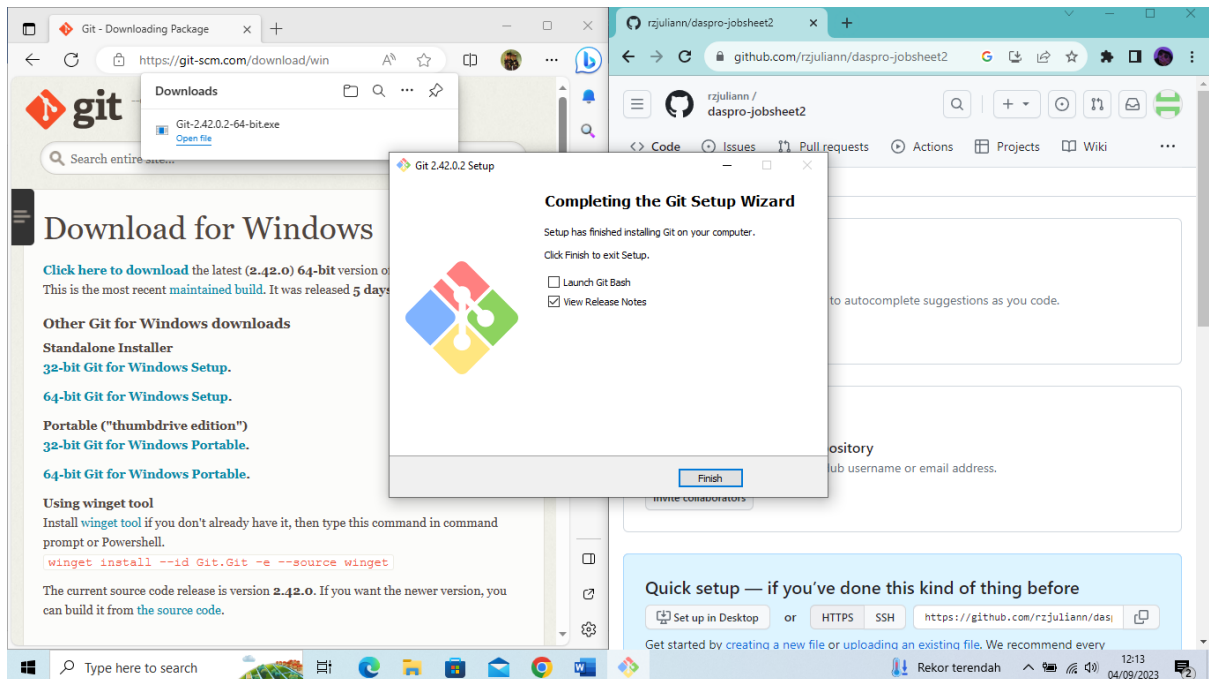 Git - Downloading Package
https://git-scm.com/download/win
Downloads
Git-2.42.0.2-64-bit.exe
Open file
git
Search entire site...
Download for Windows
Click here to download the latest (2.42.0) 64-bit version o
This is the most recent maintained build. It was released 5 days
Other Git for Windows downloads
Standalone Installer
32-bit Git for Windows Setup.
64-bit Git for Windows Setup.
Portable ("thumbdrive edition")
32-bit Git for Windows Portable.
64-bit Git for Windows Portable.
Using winget tool
Install winget tool if you don't already have it, then type this command in command
prompt or Powershell.
winget install --id Git.Git -e --source winget
The current source code release is version 2.42.0. If you want the newer version, you
can build it from the source code.
Git 2.42.0.2 Setup
Completing the Git Setup Wizard
Setup has finished installing Git on your computer.
Click Finish to exit Setup.
Launch Git Bash
View Release Notes
Finish
rzjuliann/daspro-jobsheet2
github.com/rzjuliann/daspro-jobsheet2
rzjuliann /
daspro-jobsheet2
Code Issues Pull requests Actions Projects Wiki
to autocomplete suggestions as you code.
ository
ub username or email address.
Invite collaborators
Quick setup — if you've done this kind of thing before
Set up in Desktop or HTTPS SSH https://github.com/rzjuliann/das
Get started by creating a new file or uploading an existing file. We recommend every
Type here to search
Rekor terendah
12:13
04/09/2023
2